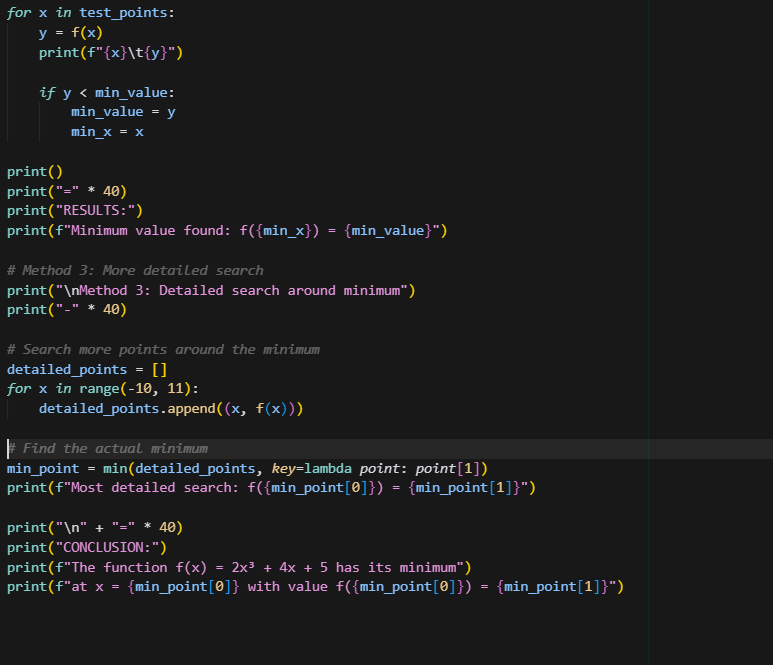 for x in test_points:
    y = f(x)
    print(f"{x}\t{y}")

    if y < min_value:
        min_value = y
        min_x = x

print()
print("=" * 40)
print("RESULTS:")
print(f"Minimum value found: f({min_x}) = {min_value}")

# Method 3: More detailed search
print("\nMethod 3: Detailed search around minimum")
print("-" * 40)

# Search more points around the minimum
detailed_points = []
for x in range(-10, 11):
    detailed_points.append((x, f(x)))

# Find the actual minimum
min_point = min(detailed_points, key=lambda point: point[1])
print(f"Most detailed search: f({min_point[0]}) = {min_point[1]}")

print("\n" + "=" * 40)
print("CONCLUSION:")
print(f"The function f(x) = 2x³ + 4x + 5 has its minimum")
print(f"at x = {min_point[0]} with value f({min_point[0]}) = {min_point[1]}")